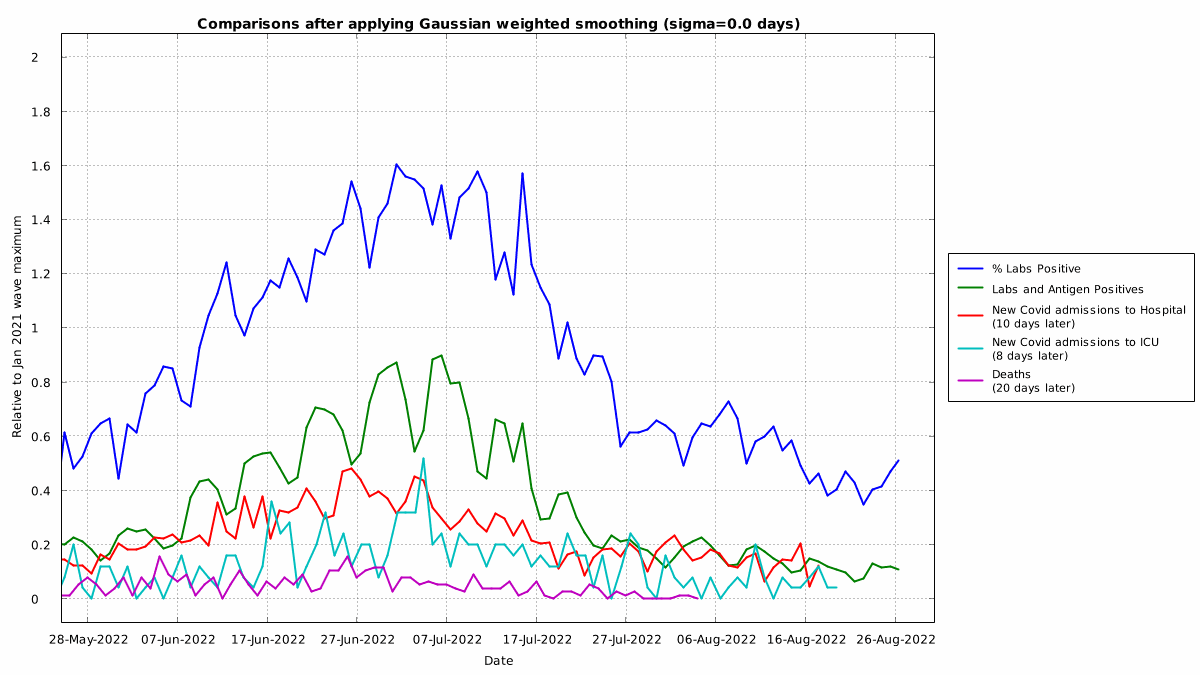 Comparisons after applying Gaussian weighted smoothing (sigma=0.0 days)
Relative to Jan 2021 wave maximum
2
1.8
1.6
1.4
1.2
1
0.8
0.6
0.4
0.2
0
28-May-2022 07-Jun-2022 17-Jun-2022 27-Jun-2022 07-Jul-2022 17-Jul-2022 27-Jul-2022 06-Aug-2022 16-Aug-2022 26-Aug-2022
Date
% Labs Positive
Labs and Antigen Positives
New Covid admissions to Hospital
(10 days later)
New Covid admissions to ICU
(8 days later)
Deaths
(20 days later)